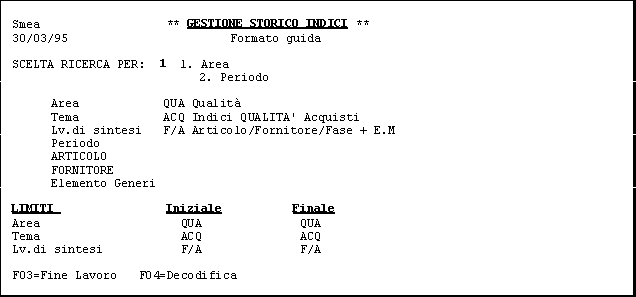 Smea ** GESTIONE STORICO INDICI **
30/03/95 Formato guida
SCELTA RICERCA PER: 1 1. Area
2. Periodo
Area QUA Qualità
Tema ACQ Indici QUALITA' Acquisti
Lv.di sintesi F/A Articolo/Fornitore/Fase + E.M
Periodo
ARTICOLO
FORNITORE
Elemento Generi
LIMITI Iniziale Finale
Area QUA QUA
Tema ACQ ACQ
Lv.di sintesi F/A F/A
F03=Fine Lavoro F04=Decodifica